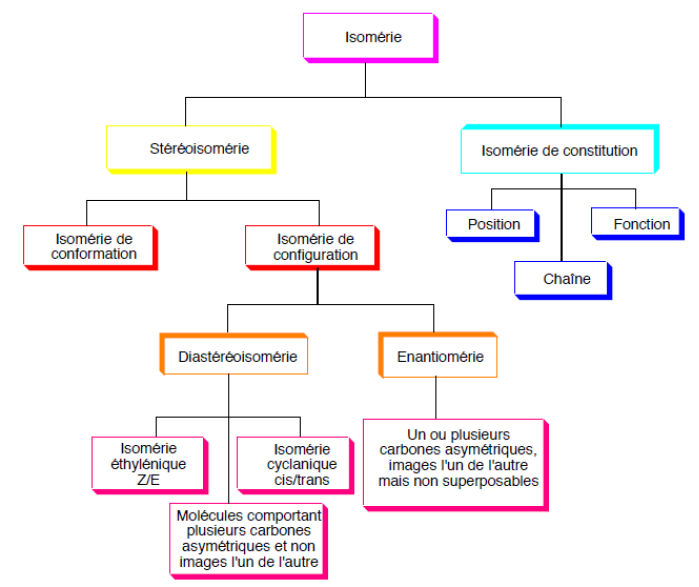 Isomérie
Stéréoisomérie
Isomérie de constitution
Isomérie de
conformation
Isomérie de
configuration
Position
Fonction
Chaîne
Diastéréoisomérie
Enantiomérie
Isomérie
éthylénique
Z/E
Isomérie
cyclanique
cis/trans
Un ou plusieurs
carbones asymétriques,
images l'un de l'autre
mais non superposables
Molécules comportant
plusieurs carbones
asymétriques et non
images l'un de l'autre